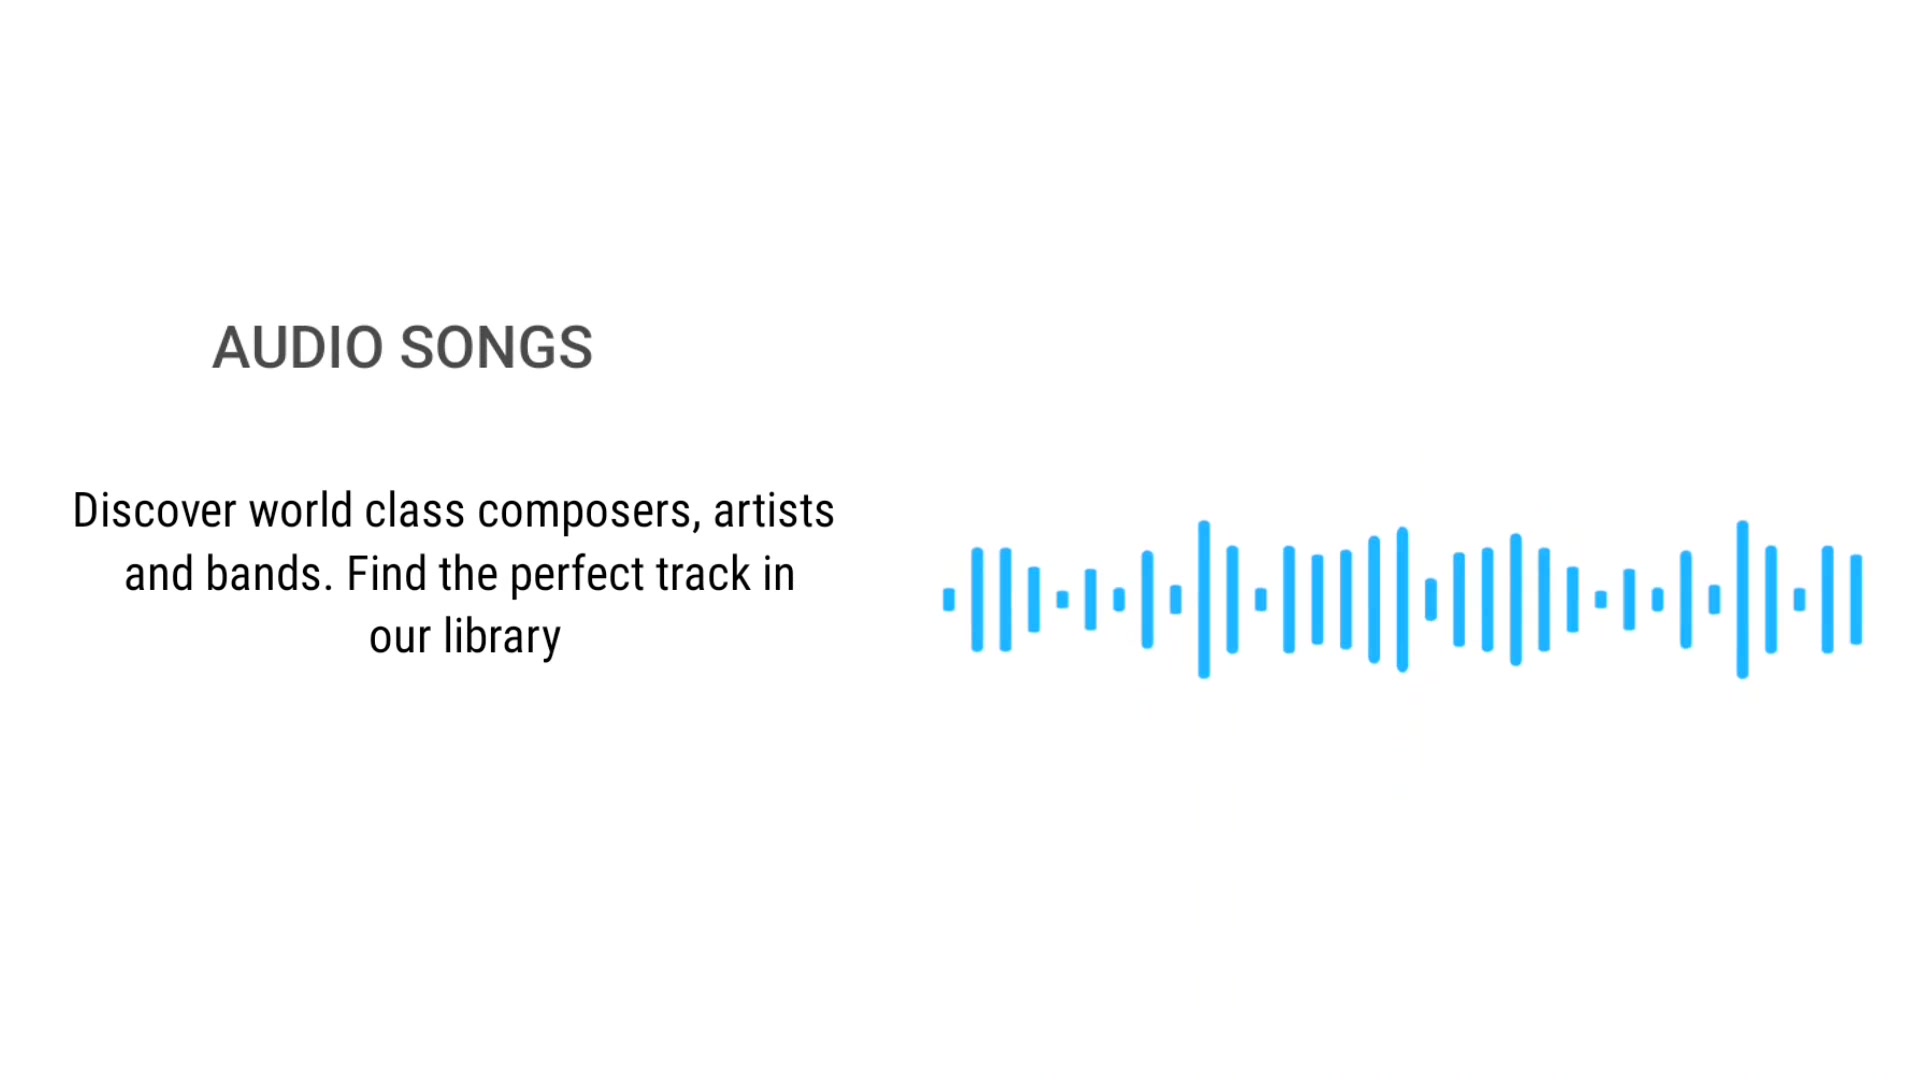 AUDIO SONGS
Discover world class composers, artists
and bands. Find the perfect track in
our library